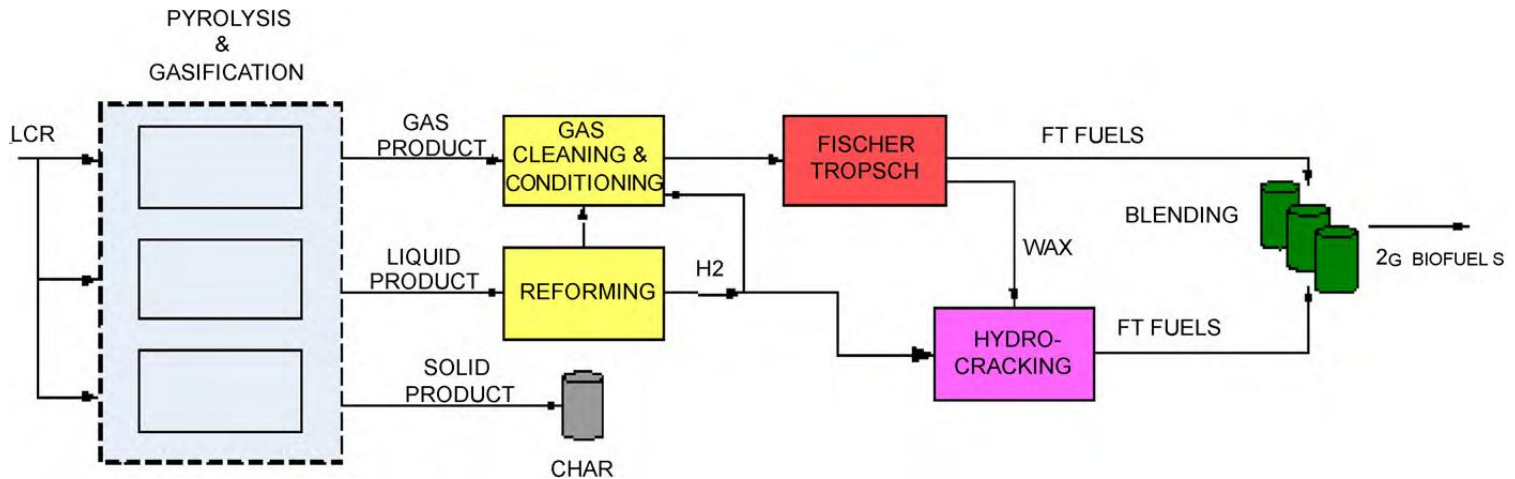 PYROLYSIS
&
GASIFICATION
LCR
GAS
PRODUCT
GAS
CLEANING &
CONDITIONING
FISCHER
TROPSCH
FT FUELS
BLENDING
2G BIOFUEL S
LIQUID
PRODUCT
REFORMING
H2
WAX
HYDRO-
CRACKING
FT FUELS
SOLID
PRODUCT
CHAR